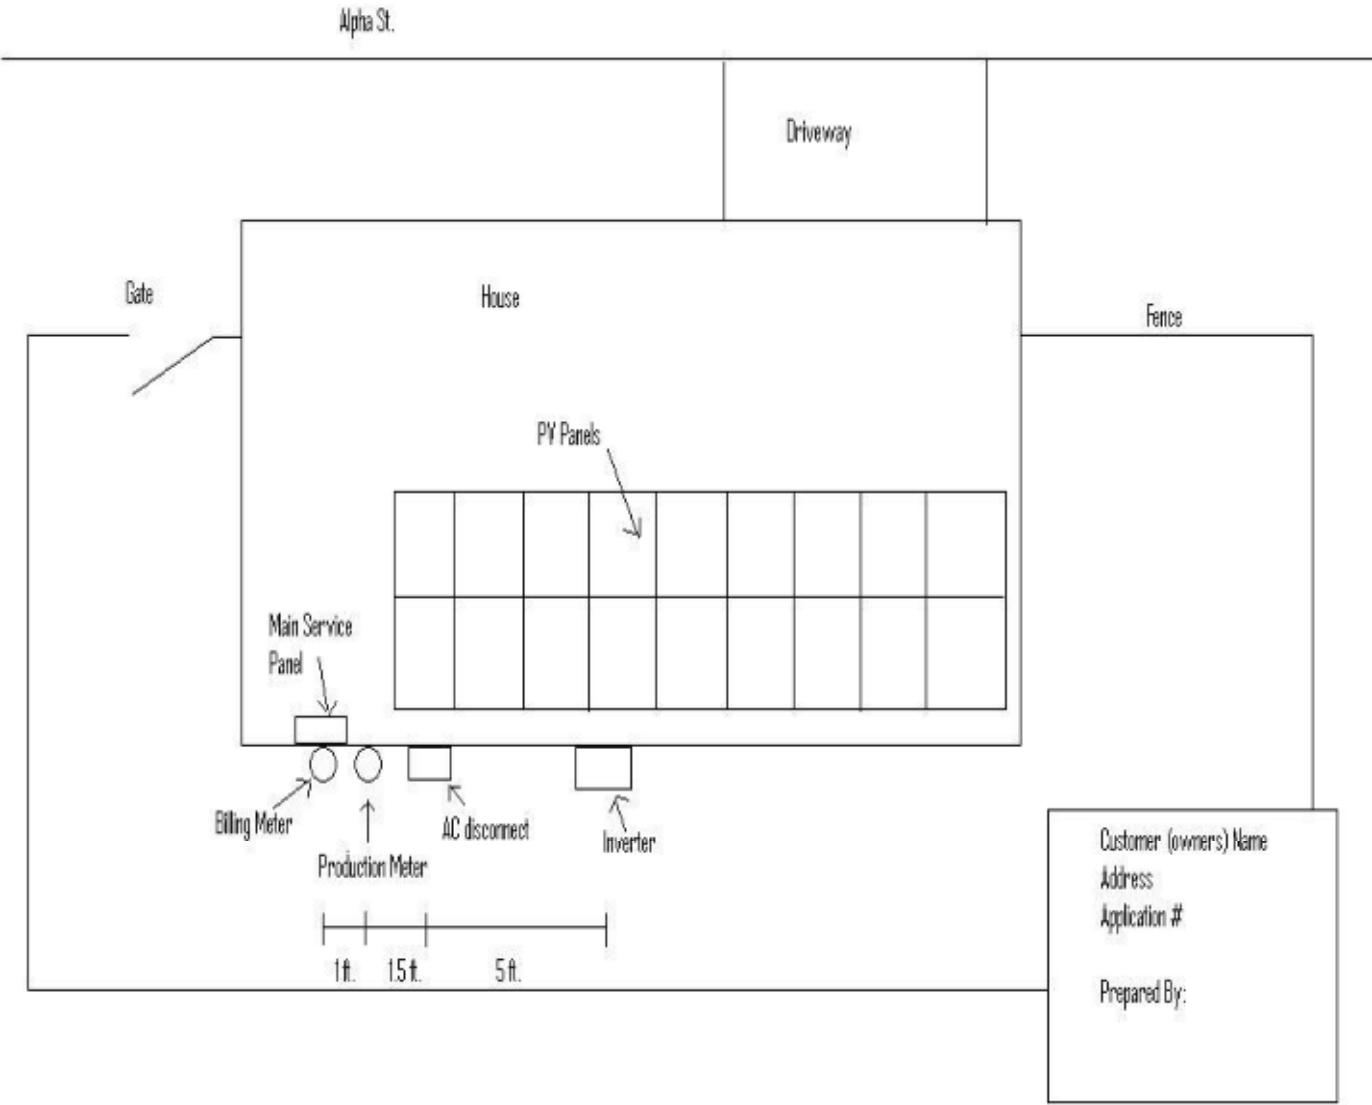 Alpha St.
Driveway
Gate
House
Fence
PV Panels
Main Service
Panel
Billing Meter
AC disconnect
Inverter
Production Meter
1 ft.
1.5 ft.
5 ft.
Customer (owners) Name
Address
Application #
Prepared By: